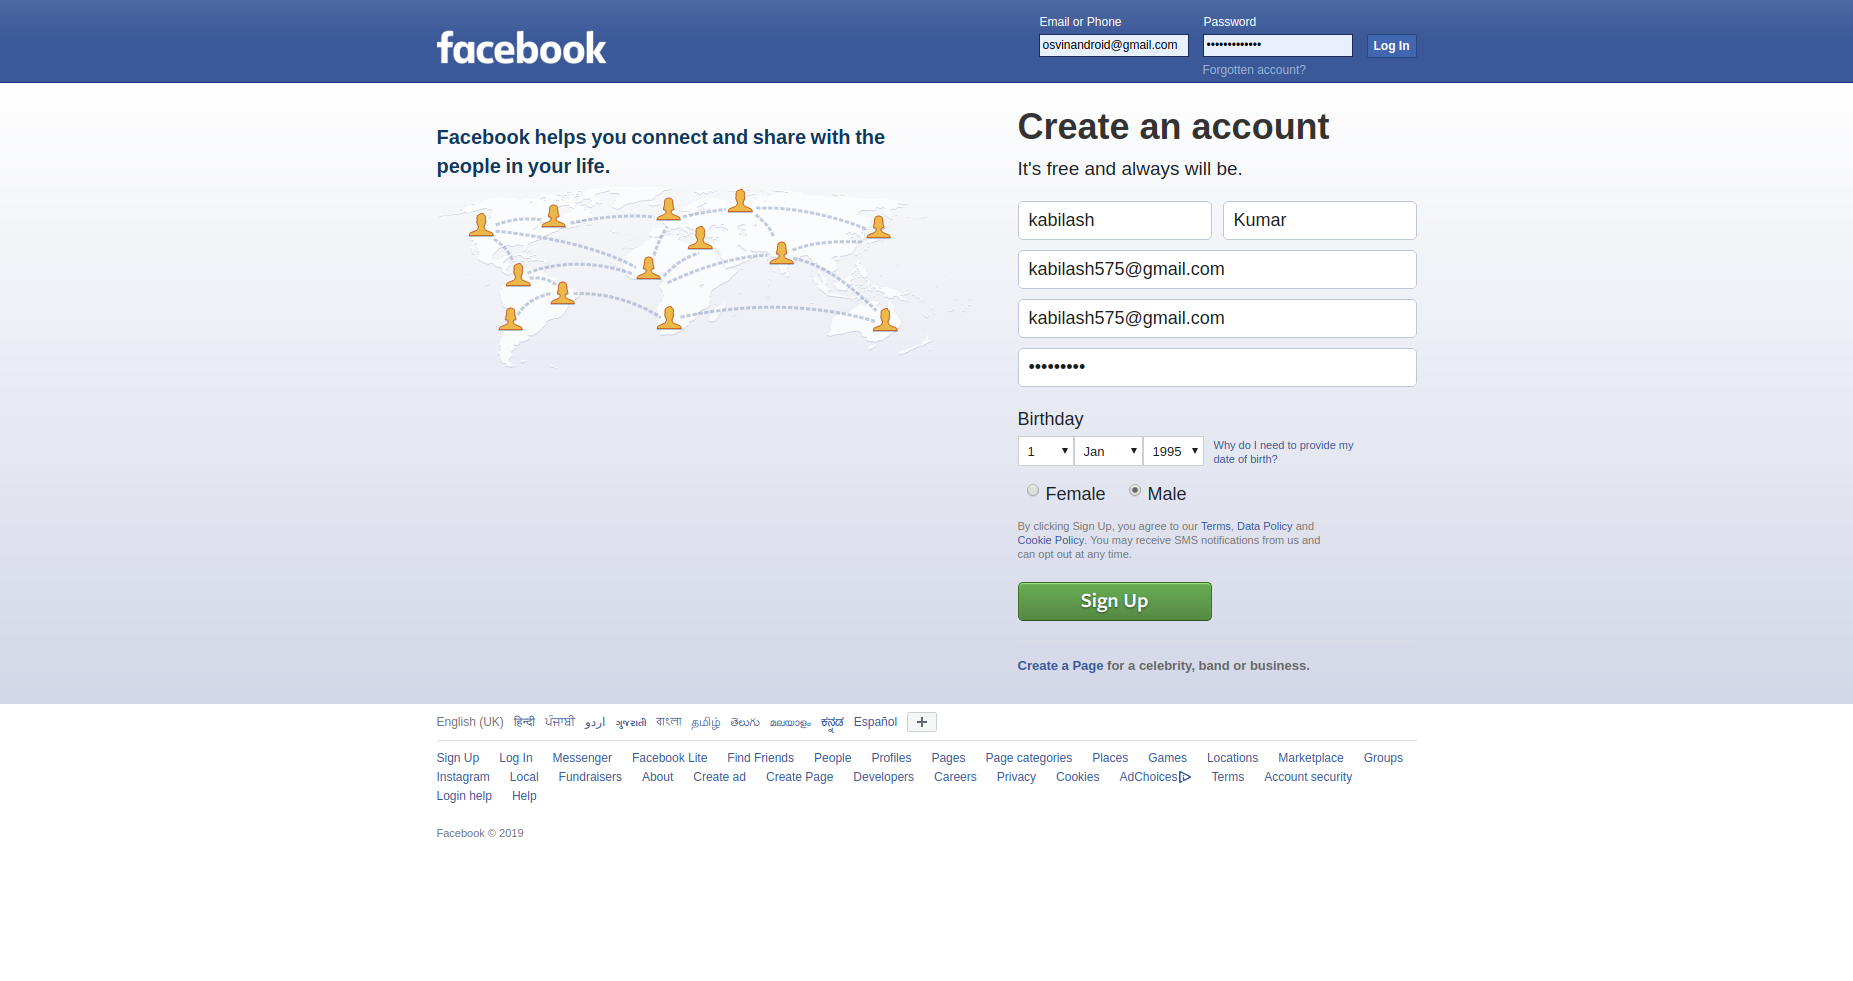 facebook
Email or Phone
Password
osvinandroid@gmail.com
•••••••••••••
Log In
Forgotten account?
Facebook helps you connect and share with the
people in your life.
Create an account
It's free and always will be.
kabilash
Kumar
kabilash575@gmail.com
kabilash575@gmail.com
•••••••••
Birthday
1 Jan 1995
Why do I need to provide my
date of birth?
Female Male
By clicking Sign Up, you agree to our Terms, Data Policy and
Cookie Policy. You may receive SMS notifications from us and
can opt out at any time.
Sign Up
Create a Page for a celebrity, band or business.
English (UK) हिन्दी ਪੰਜਾਬੀ اردو ગુજરાતી বাংলা தமிழ் తెలుగు മലയാളം ಕನ್ನಡ Español +
Sign Up Log In Messenger Facebook Lite Find Friends People Profiles Pages Page categories Places Games Locations Marketplace Groups
Instagram Local Fundraisers About Create ad Create Page Developers Careers Privacy Cookies AdChoices Terms Account security
Login help Help
Facebook © 2019